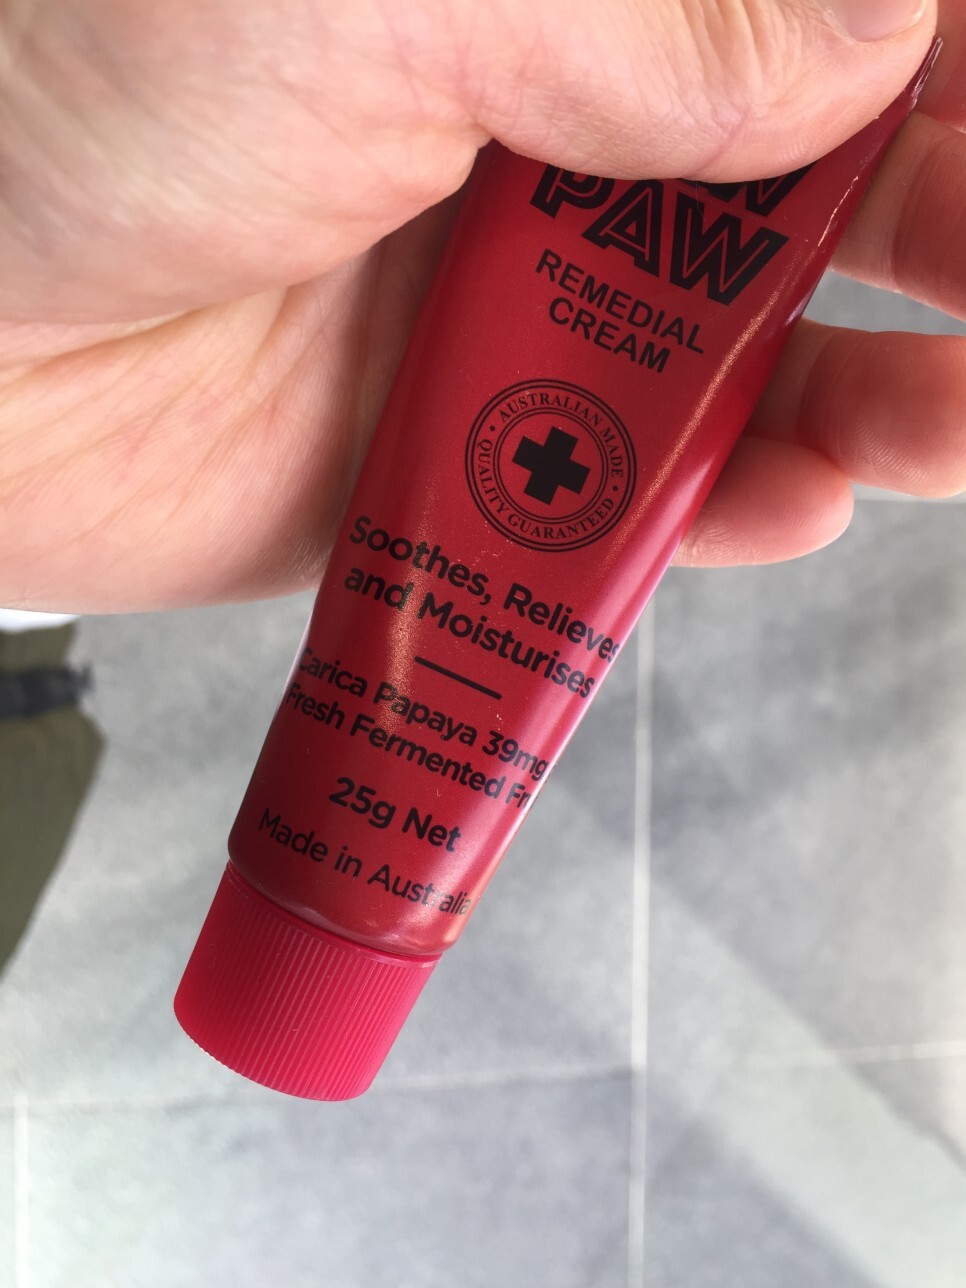 PAW
REMEDIAL
CREAM
AUSTRALIAN MADE
QUALITY GUARANTEED
Soothes, Relieves
and Moisturises
Carica Papaya 39mg
Fresh Fermented
25g Net
Made in Australia